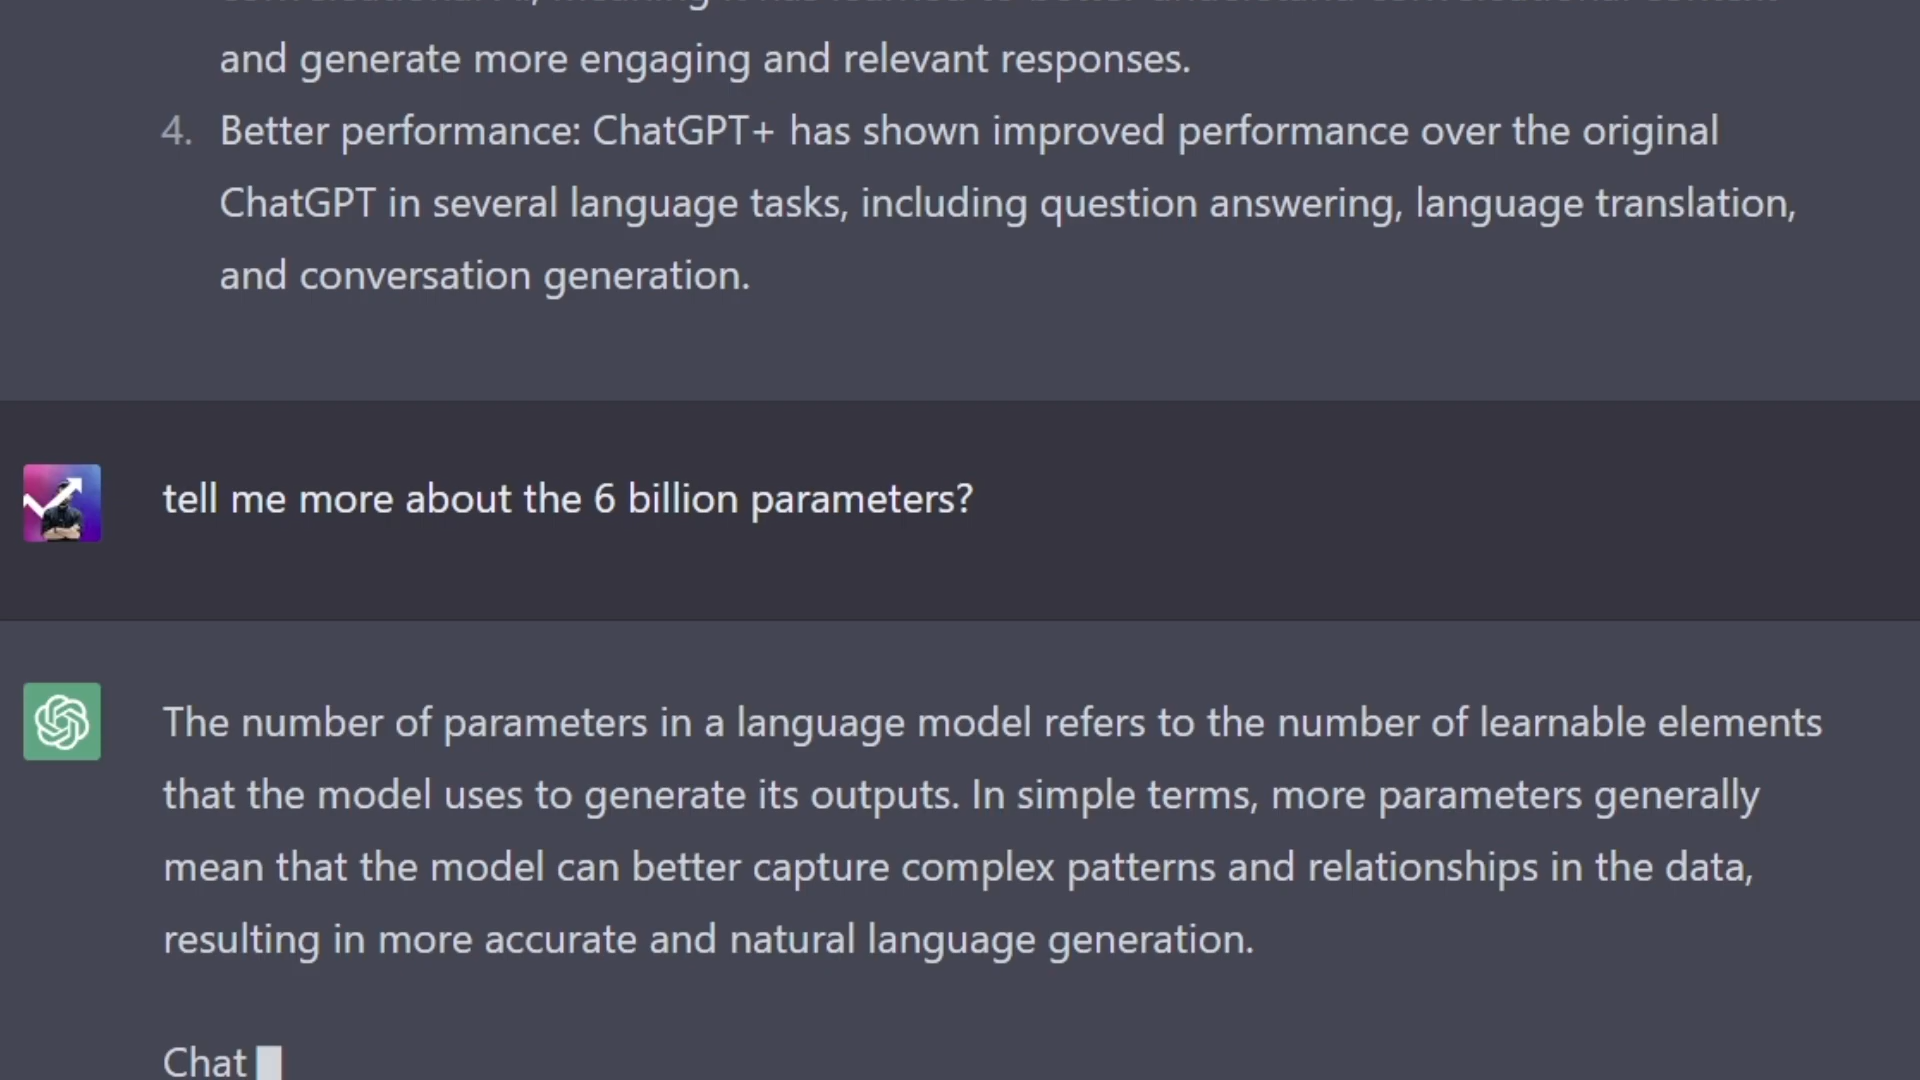 and generate more engaging and relevant responses.
4. Better performance: ChatGPT+ has shown improved performance over the original
ChatGPT in several language tasks, including question answering, language translation,
and conversation generation.
tell me more about the 6 billion parameters?
The number of parameters in a language model refers to the number of learnable elements
that the model uses to generate its outputs. In simple terms, more parameters generally
mean that the model can better capture complex patterns and relationships in the data,
resulting in more accurate and natural language generation.
Chat